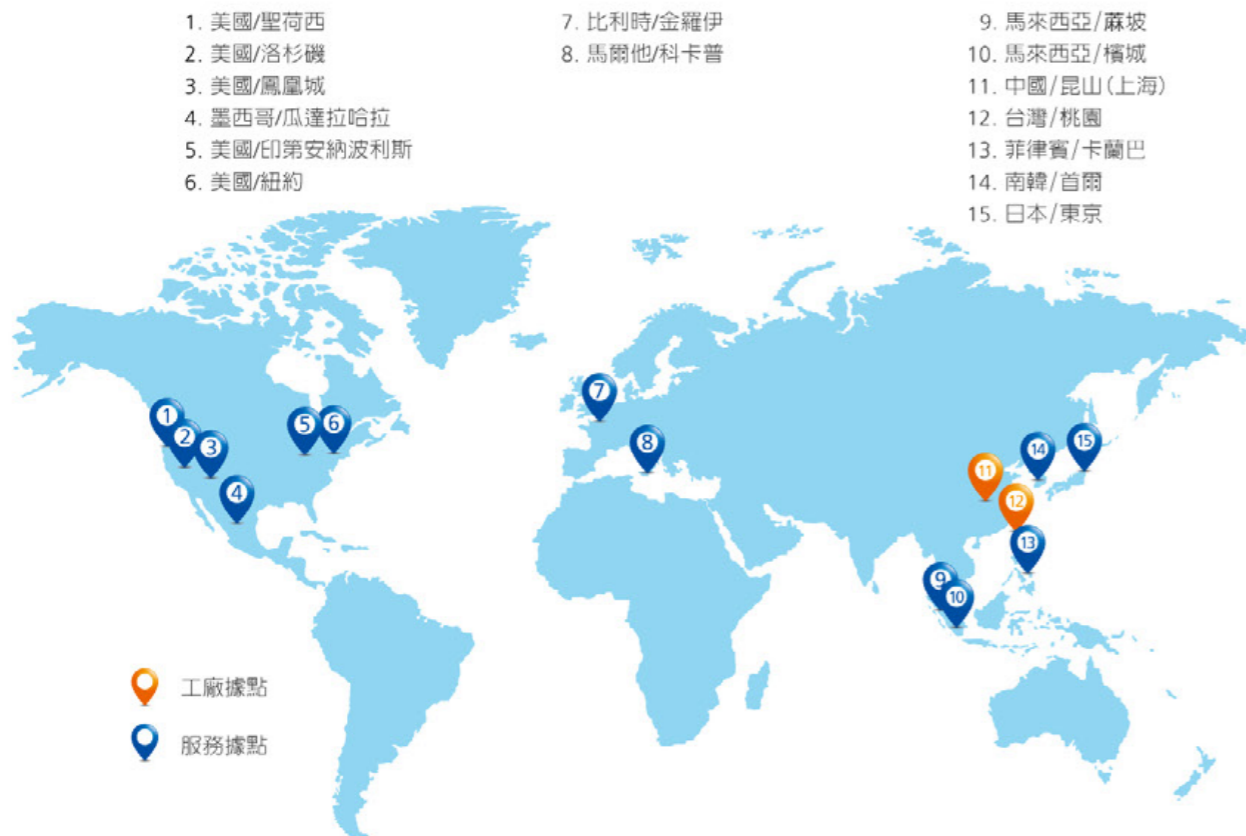 1. 美國/聖荷西
2. 美國/洛杉磯
3. 美國/鳳凰城
4. 墨西哥/瓜達拉哈拉
5. 美國/印第安納波利斯
6. 美國/紐約
7. 比利時/金羅伊
8. 馬爾他/科卡普
9. 馬來西亞/蔴坡
10. 馬來西亞/檳城
11. 中國/昆山(上海)
12. 台灣/桃園
13. 菲律賓/卡蘭巴
14. 南韓/首爾
15. 日本/東京
1
2
3
4
5
6
7
8
9
10
11
12
13
14
15
工廠據點
服務據點